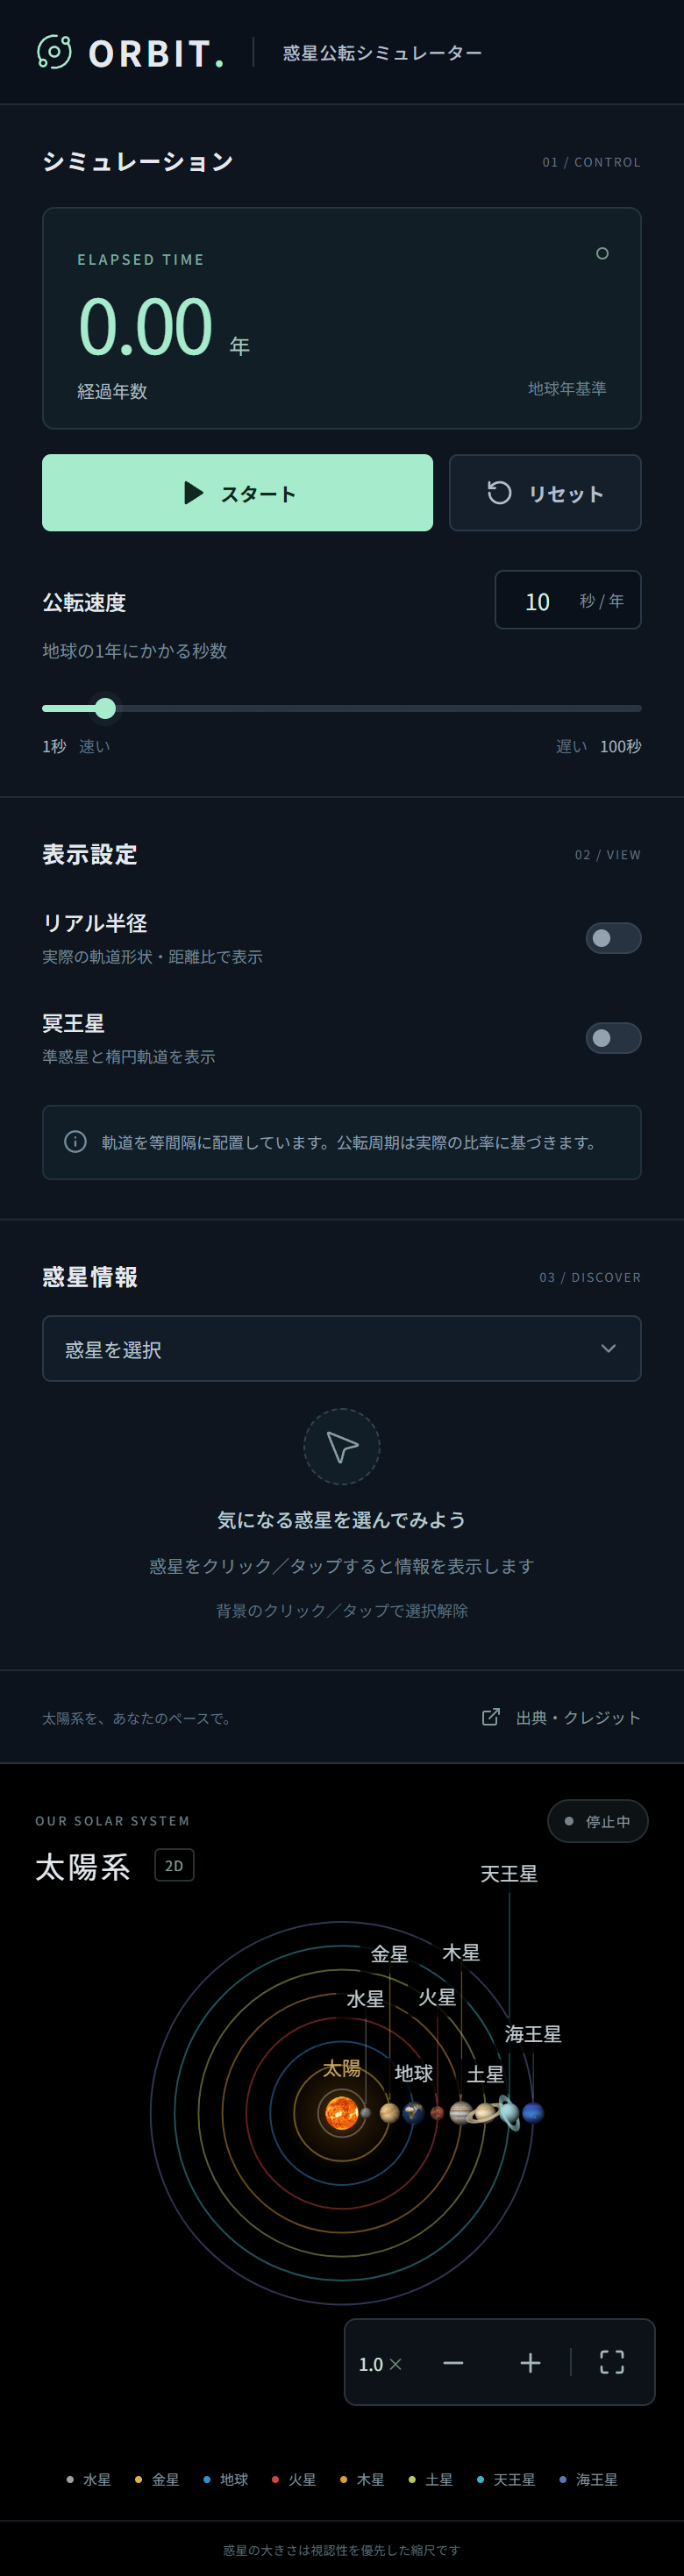 ORBIT. 惑星公転シミュレーター
シミュレーション 01 / CONTROL
ELAPSED TIME
0.00 年
経過年数 地球年基準
スタート リセット
公転速度 10 秒 / 年
地球の1年にかかる秒数
1秒 速い 遅い 100秒
表示設定 02 / VIEW
リアル半径
実際の軌道形状・距離比で表示
冥王星
準惑星と楕円軌道を表示
軌道を等間隔に配置しています。公転周期は実際の比率に基づきます。
惑星情報 03 / DISCOVER
惑星を選択
気になる惑星を選んでみよう
惑星をクリック／タップすると情報を表示します
背景のクリック／タップで選択解除
太陽系を、あなたのペースで。 出典・クレジット
OUR SOLAR SYSTEM 停止中
太陽系 2D
天王星
金星 木星
水星 火星
海王星
太陽 地球 土星
1.0 ×
水星 金星 地球 火星 木星 土星 天王星 海王星
惑星の大きさは視認性を優先した縮尺です